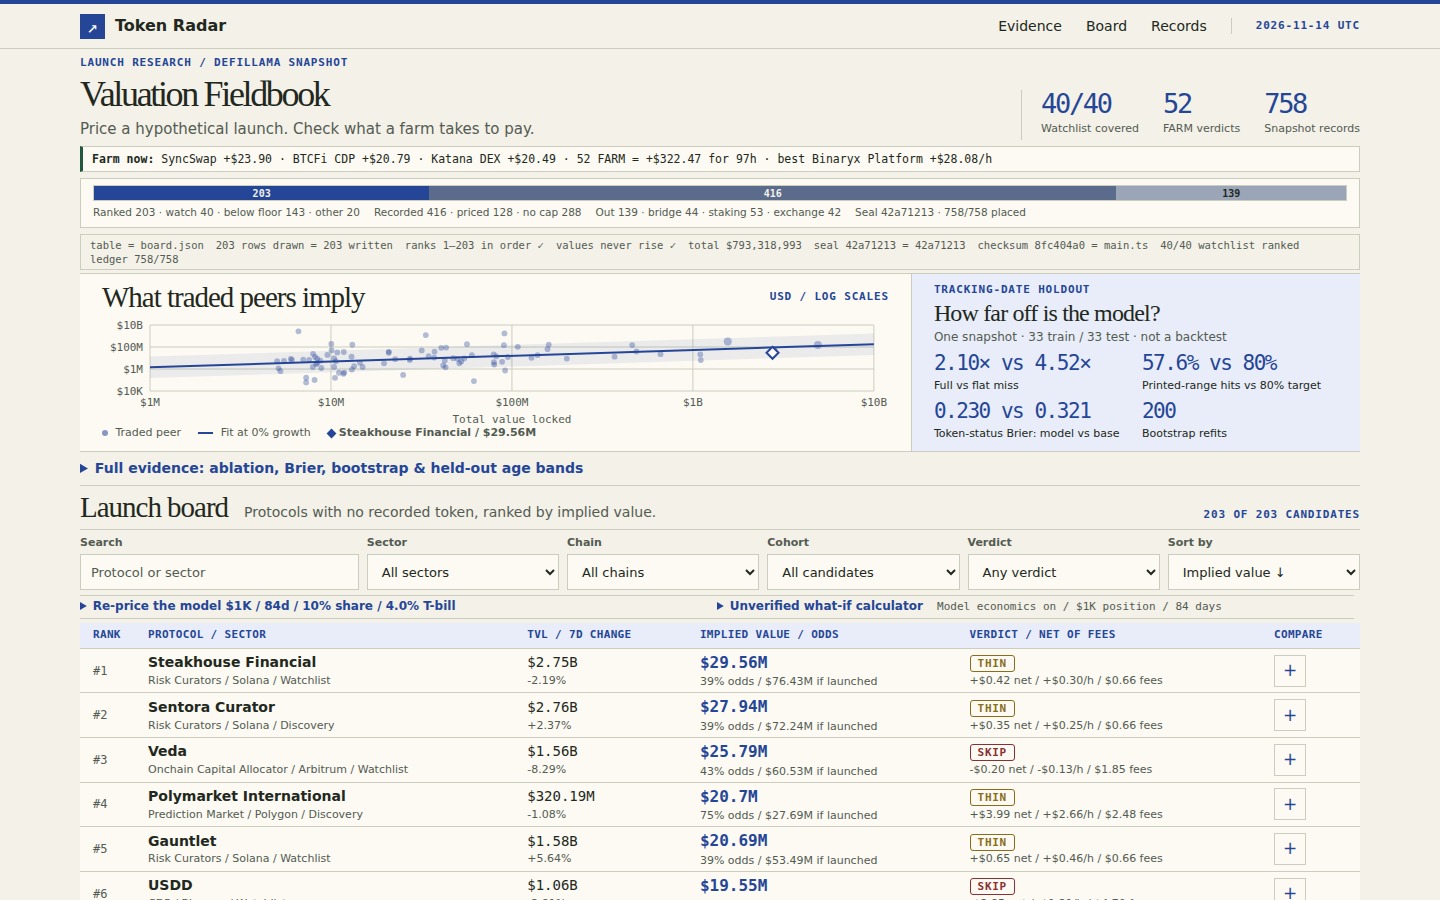 Token Radar
Evidence Board Records 2026-11-14 UTC
LAUNCH RESEARCH / DEFILLAMA SNAPSHOT
Valuation Fieldbook
Price a hypothetical launch. Check what a farm takes to pay.
40/40 52 758
Watchlist covered FARM verdicts Snapshot records
Farm now: SyncSwap +$23.90 · BTCFi CDP +$20.79 · Katana DEX +$20.49 · 52 FARM = +$322.47 for 97h · best Binaryx Platform +$28.08/h
203 416 139
Ranked 203 · watch 40 · below floor 143 · other 20 Recorded 416 · priced 128 · no cap 288 Out 139 · bridge 44 · staking 53 · exchange 42 Seal 42a71213 · 758/758 placed
table = board.json 203 rows drawn = 203 written ranks 1–203 in order ✓ values never rise ✓ total $793,318,993 seal 42a71213 = 42a71213 checksum 8fc404a0 = main.ts 40/40 watchlist ranked
ledger 758/758
What traded peers imply
USD / LOG SCALES
$10B
$100M
$1M
$10K
$1M $10M $100M $1B $10B
Total value locked
Traded peer Fit at 0% growth Steakhouse Financial / $29.56M
TRACKING-DATE HOLDOUT
How far off is the model?
One snapshot · 33 train / 33 test · not a backtest
2.10× vs 4.52× 57.6% vs 80%
Full vs flat miss Printed-range hits vs 80% target
0.230 vs 0.321 200
Token-status Brier: model vs base Bootstrap refits
Full evidence: ablation, Brier, bootstrap & held-out age bands
Launch board Protocols with no recorded token, ranked by implied value.
203 OF 203 CANDIDATES
Search Sector Chain Cohort Verdict Sort by
Protocol or sector All sectors All chains All candidates Any verdict Implied value ↓
Re-price the model $1K / 84d / 10% share / 4.0% T-bill
Unverified what-if calculator Model economics on / $1K position / 84 days
RANK PROTOCOL / SECTOR TVL / 7D CHANGE IMPLIED VALUE / ODDS VERDICT / NET OF FEES COMPARE
#1 Steakhouse Financial $2.75B $29.56M THIN +
Risk Curators / Solana / Watchlist -2.19% 39% odds / $76.43M if launched +$0.42 net / +$0.30/h / $0.66 fees
#2 Sentora Curator $2.76B $27.94M THIN +
Risk Curators / Solana / Discovery +2.37% 39% odds / $72.24M if launched +$0.35 net / +$0.25/h / $0.66 fees
#3 Veda $1.56B $25.79M SKIP +
Onchain Capital Allocator / Arbitrum / Watchlist -8.29% 43% odds / $60.53M if launched -$0.20 net / -$0.13/h / $1.85 fees
#4 Polymarket International $320.19M $20.7M THIN +
Prediction Market / Polygon / Discovery -1.08% 75% odds / $27.69M if launched +$3.99 net / +$2.66/h / $2.48 fees
#5 Gauntlet $1.58B $20.69M THIN +
Risk Curators / Solana / Watchlist +5.64% 39% odds / $53.49M if launched +$0.65 net / +$0.46/h / $0.66 fees
#6 USDD $1.06B $19.55M SKIP +